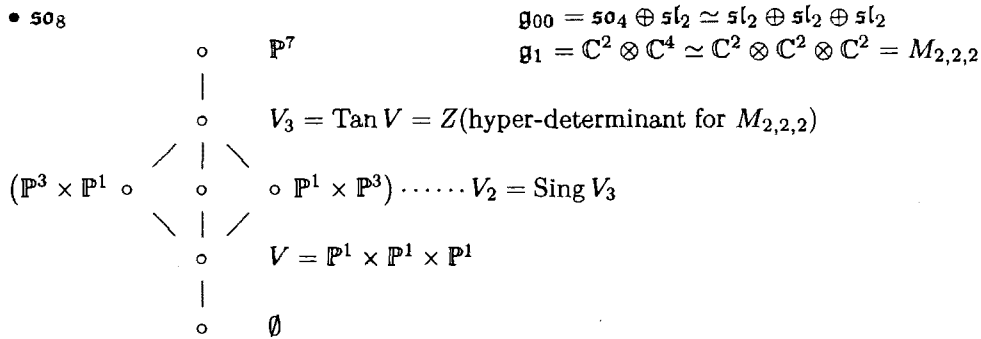 • 𝔰𝔬₈ 𝔤₀₀ = 𝔰𝔬₄ ⊕ 𝔰𝔩₂ ≃ 𝔰𝔩₂ ⊕ 𝔰𝔩₂ ⊕ 𝔰𝔩₂
ℙ⁷ 𝔤₁ = ℂ² ⊗ ℂ⁴ ≃ ℂ² ⊗ ℂ² ⊗ ℂ² = M₂,₂,₂
V₃ = Tan V = Z(hyper-determinant for M₂,₂,₂)
(ℙ³ × ℙ¹ ∘ ∘ ∘ ℙ¹ × ℙ³) ······ V₂ = Sing V₃
V = ℙ¹ × ℙ¹ × ℙ¹
∅